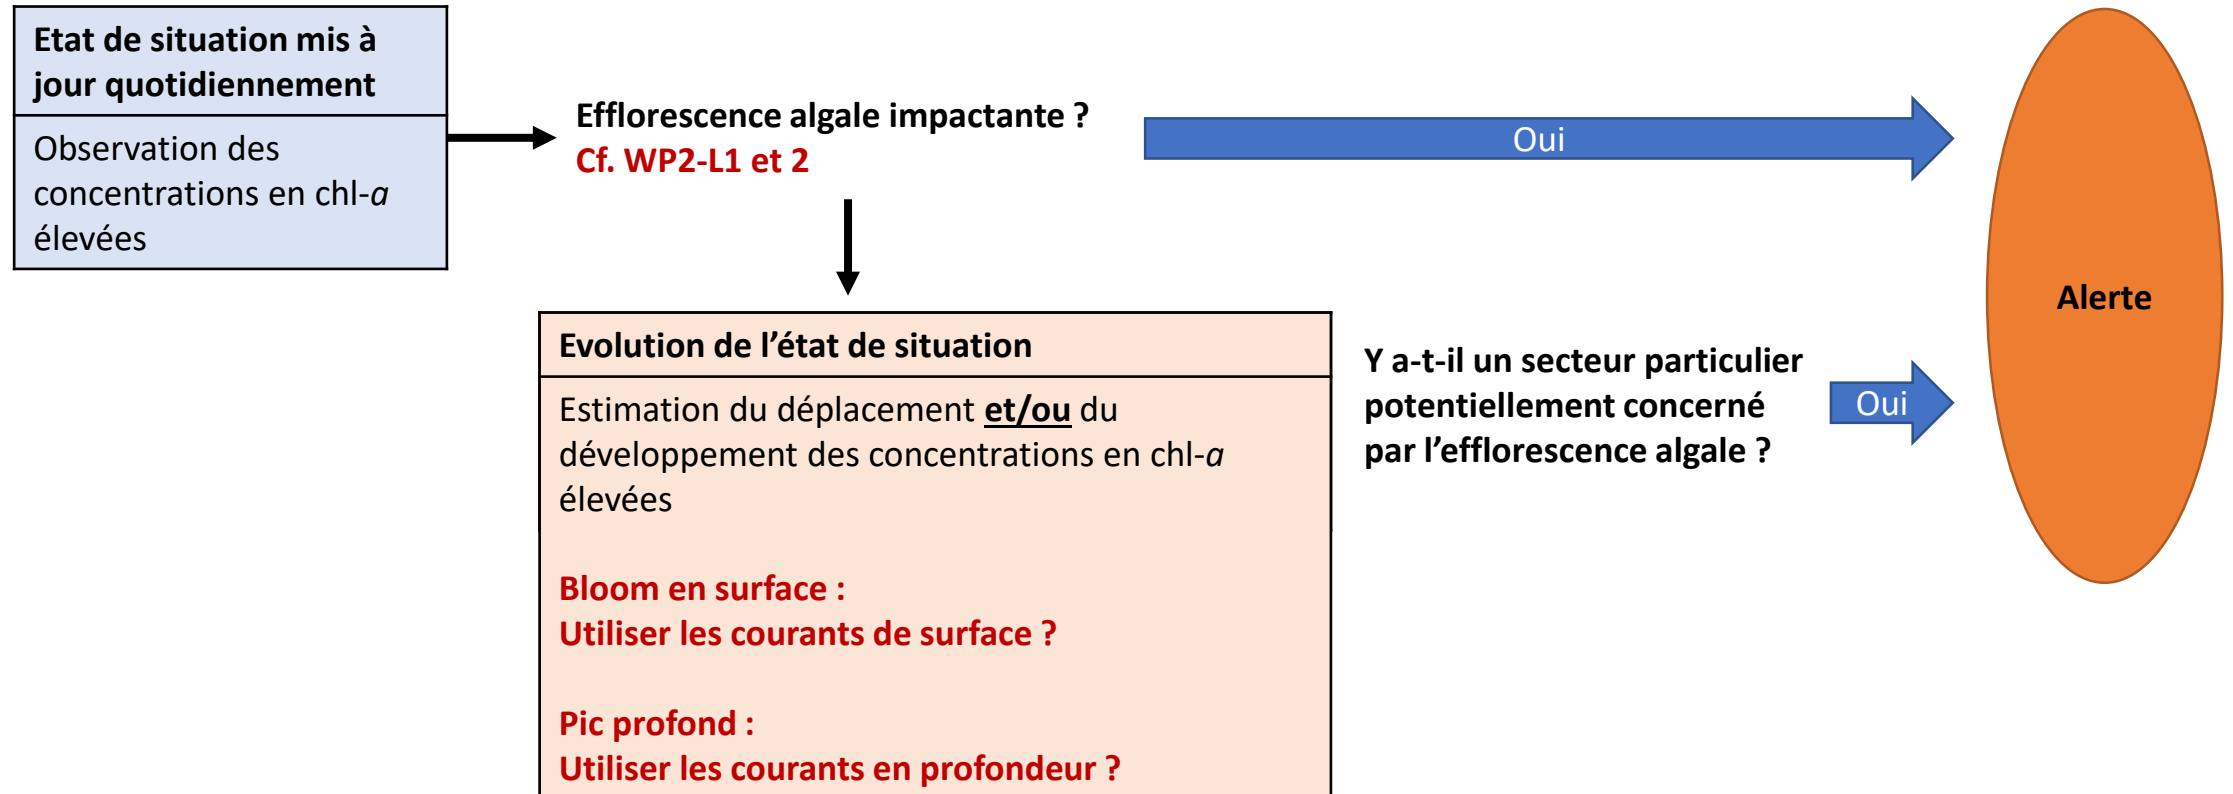 Etat de situation mis à
jour quotidiennement
Observation des
concentrations en chl-a
élevées
Efflorescence algale impactante ?
Cf. WP2-L1 et 2
Oui
Alerte
Evolution de l’état de situation
Estimation du déplacement et/ou du
développement des concentrations en chl-a
élevées
Bloom en surface :
Utiliser les courants de surface ?
Pic profond :
Utiliser les courants en profondeur ?
Y a-t-il un secteur particulier
potentiellement concerné
par l’efflorescence algale ?
Oui